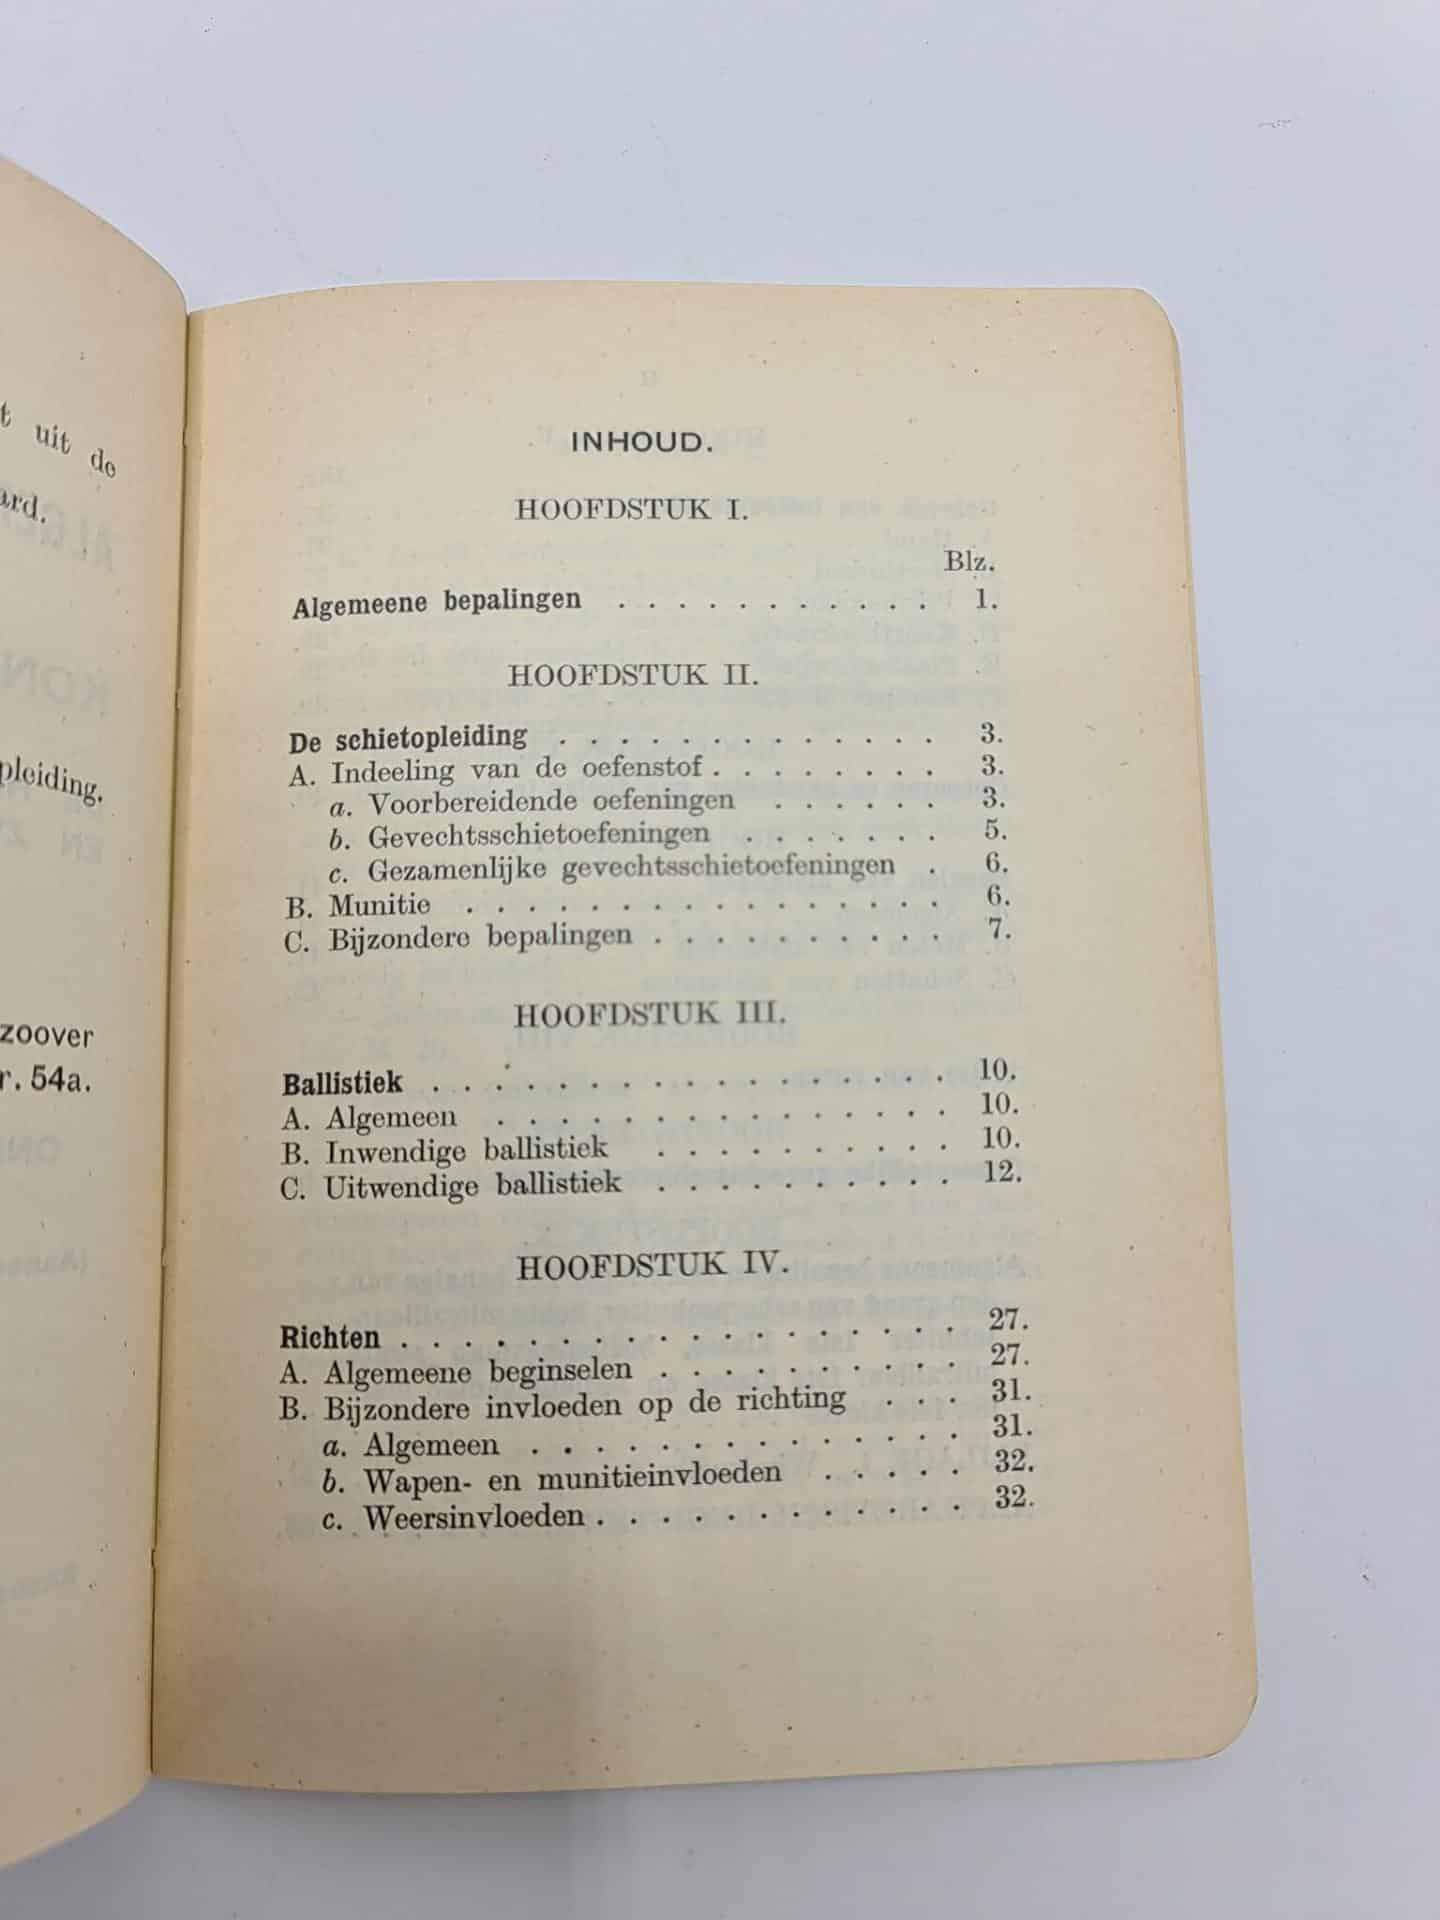 t uit de
ard.
pleiding.
zoover
r. 54a.
INHOUD.
HOOFDSTUK I.
Blz.
Algemeene bepalingen . . . . . . . . . . . 1.
HOOFDSTUK II.
De schietopleiding . . . . . . . . . . . . . 3.
A. Indeeling van de oefenstof . . . . . . . . 3.
a. Voorbereidende oefeningen . . . . . . 3.
b. Gevechtsschietoefeningen . . . . . . . 5.
c. Gezamenlijke gevechtsschietoefeningen . 6.
B. Munitie . . . . . . . . . . . . . . . . 6.
C. Bijzondere bepalingen . . . . . . . . . . 7.
HOOFDSTUK III.
Ballistiek . . . . . . . . . . . . . . . . . 10.
A. Algemeen . . . . . . . . . . . . . . . 10.
B. Inwendige ballistiek . . . . . . . . . . 10.
C. Uitwendige ballistiek . . . . . . . . . . 12.
HOOFDSTUK IV.
Richten . . . . . . . . . . . . . . . . . . 27.
A. Algemeene beginselen . . . . . . . . . . 27.
B. Bijzondere invloeden op de richting . . . 31.
a. Algemeen . . . . . . . . . . . . . . 31.
b. Wapen- en munitieinvloeden . . . . . 32.
c. Weersinvloeden . . . . . . . . . . . . 32.